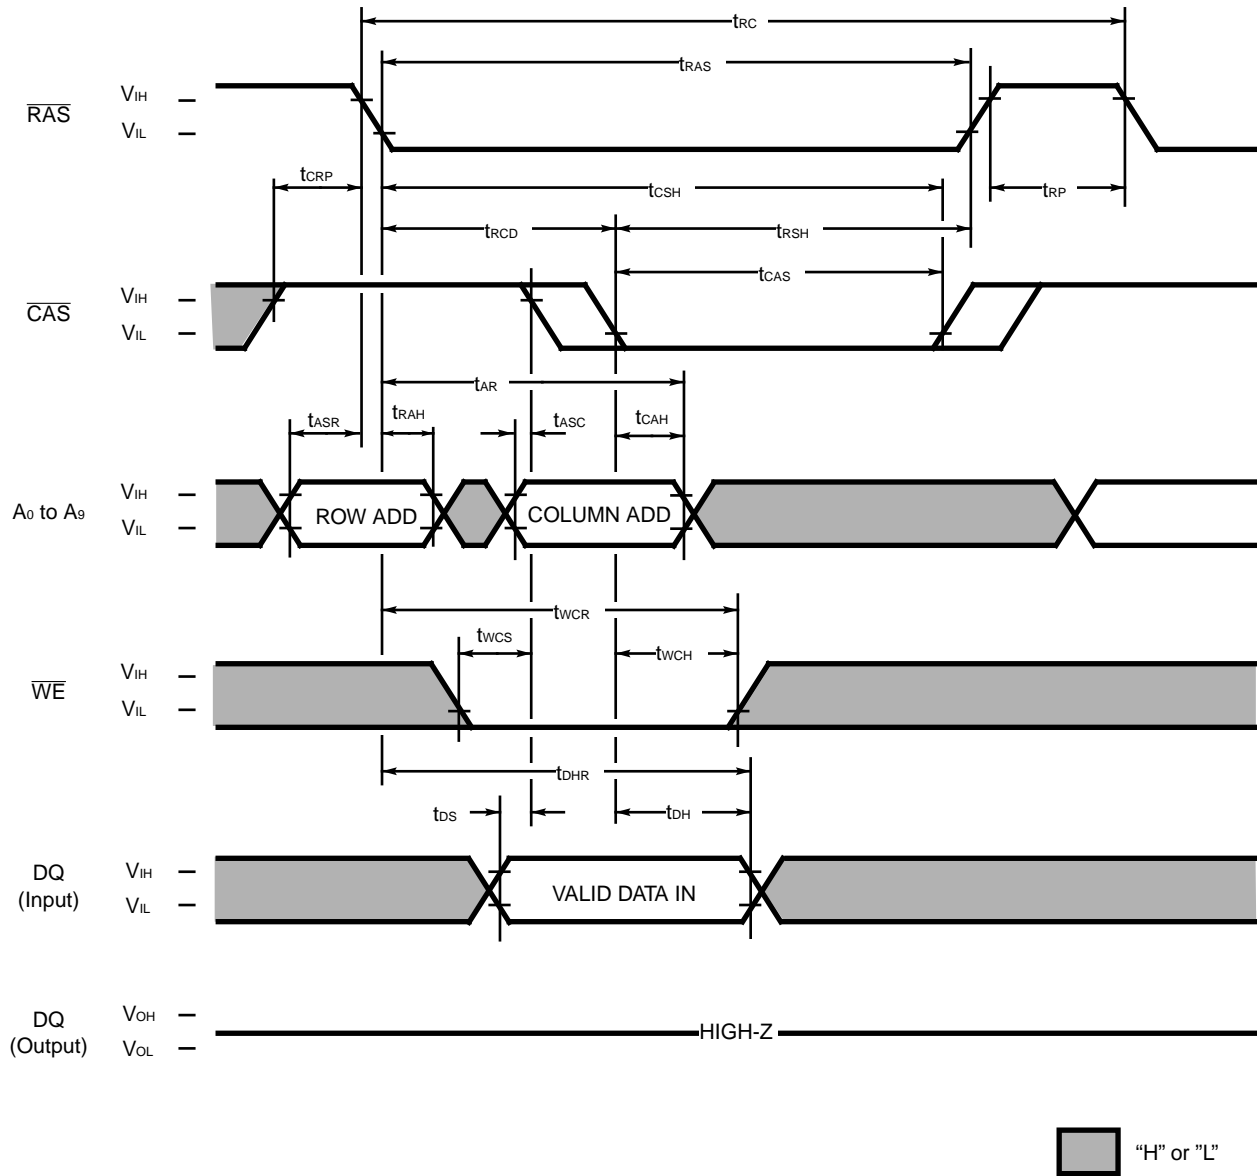 tRC
tRAS
RAS
VIH
VIL
tCRP
tCSH
tRP
tRCD
tRSH
tCAS
CAS
VIH
VIL
tAR
tASR
tRAH
tASC
tCAH
A0 to A9
VIH
VIL
ROW ADD
COLUMN ADD
tWCR
tWCS
tWCH
WE
VIH
VIL
tDHR
tDS
tDH
DQ
(Input)
VIH
VIL
VALID DATA IN
DQ
(Output)
VOH
VOL
HIGH-Z
“H” or ”L”